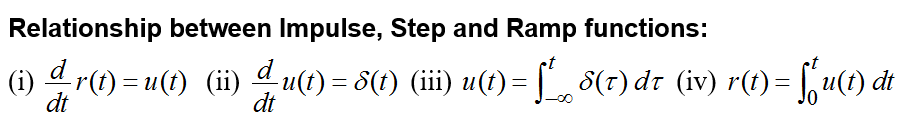 Relationship between Impulse, Step and Ramp functions:
(i) d/dt r(t) = u(t) (ii) d/dt u(t) = δ(t) (iii) u(t) = ∫_{-∞}^{t} δ(τ) dτ (iv) r(t) = ∫_{0}^{t} u(t) dt